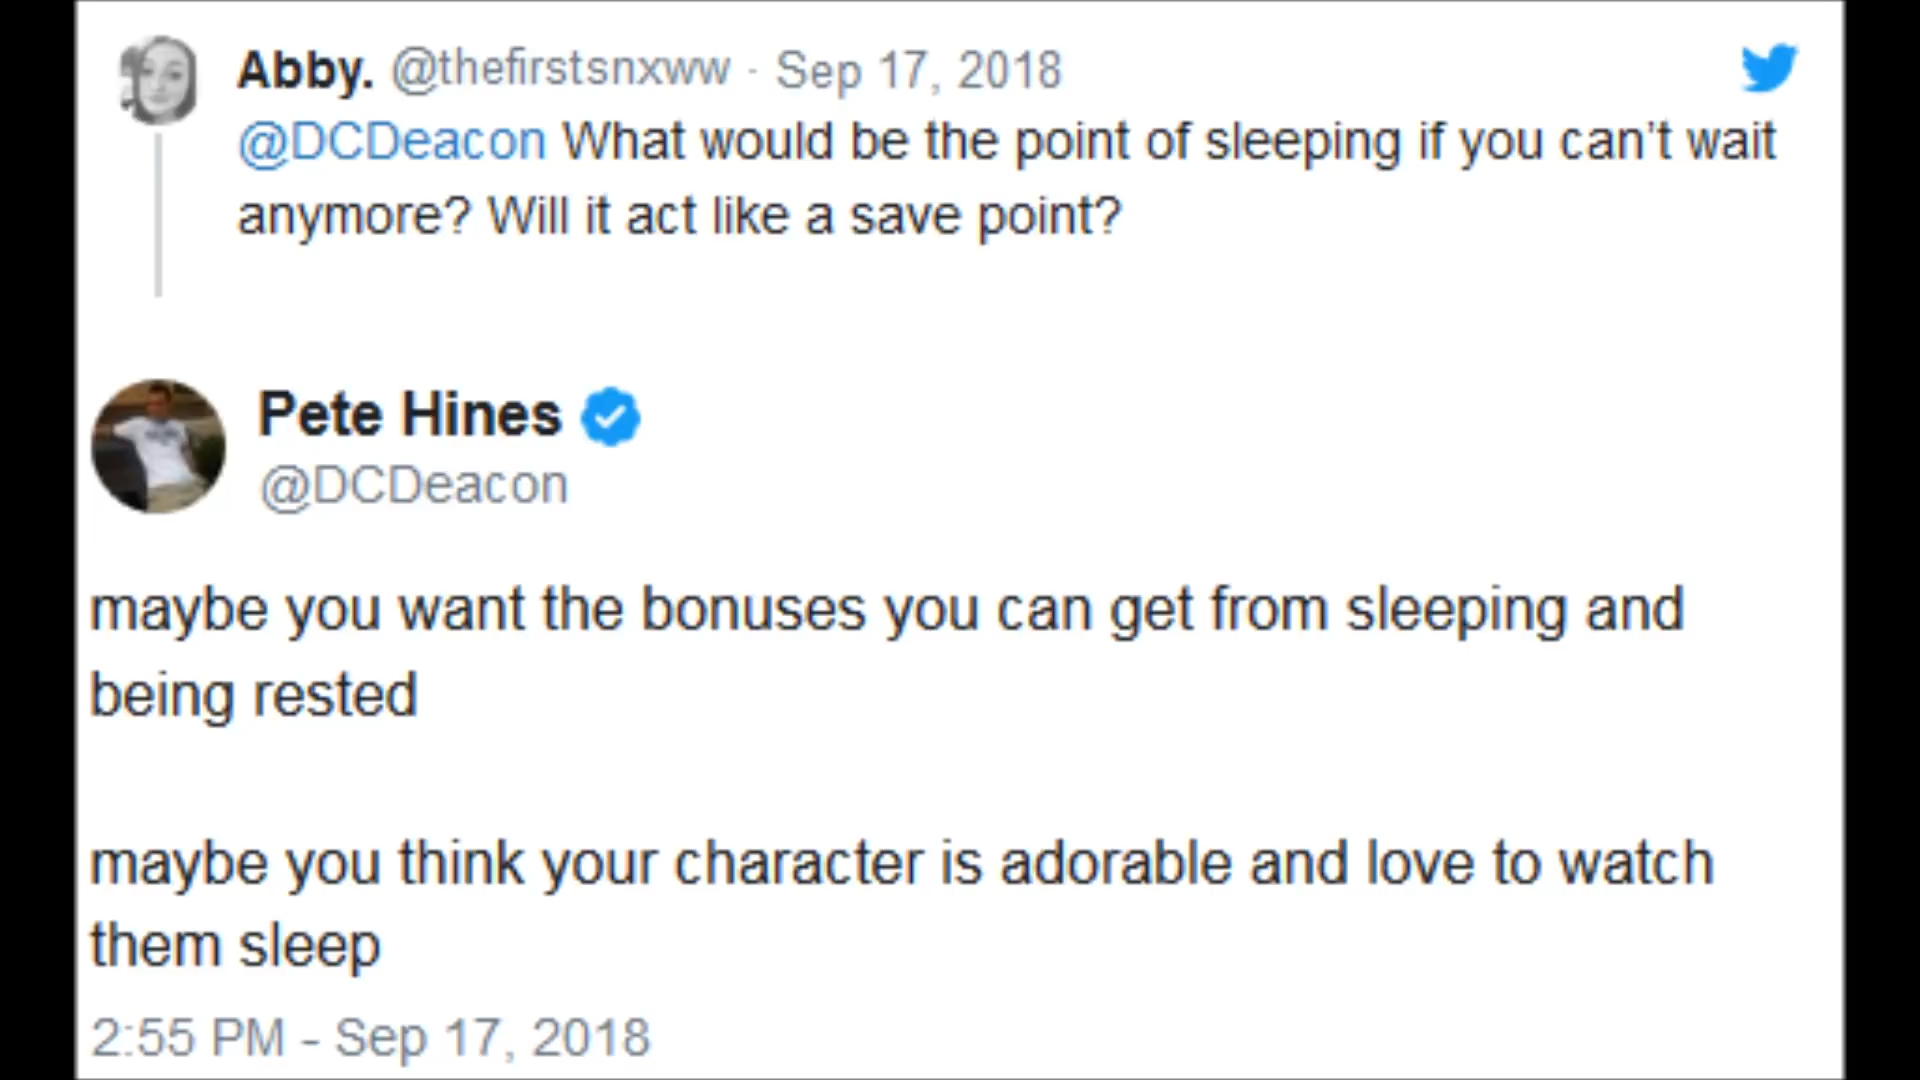 Abby. @thefirstsnxww · Sep 17, 2018
@DCDeacon What would be the point of sleeping if you can't wait
anymore? Will it act like a save point?
Pete Hines
@DCDeacon
maybe you want the bonuses you can get from sleeping and
being rested
maybe you think your character is adorable and love to watch
them sleep
2:55 PM - Sep 17, 2018